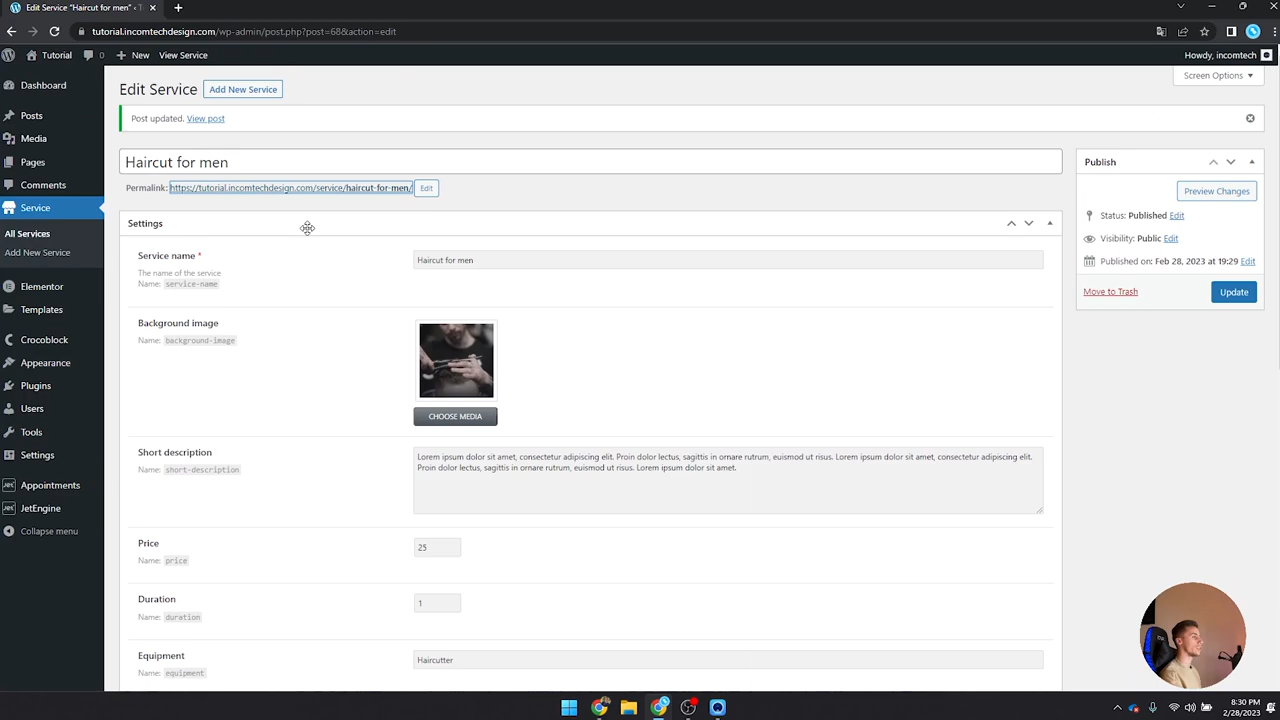 Edit Service "Haircut for men" ‹ T
tutorial.incomtechdesign.com/wp-admin/post.php?post=68&action=edit
Tutorial
0
New
View Service
Howdy, incomtech
Dashboard
Posts
Media
Pages
Comments
Service
All Services
Add New Service
Elementor
Templates
Crocoblock
Appearance
Plugins
Users
Tools
Settings
Appointments
JetEngine
Collapse menu
Screen Options
Edit Service
Add New Service
Post updated. View post
Haircut for men
Permalink: https://tutorial.incomtechdesign.com/service/haircut-for-men/ Edit
Settings
Service name *
The name of the service
Name: service-name
Haircut for men
Background image
Name: background-image
CHOOSE MEDIA
Short description
Name: short-description
Lorem ipsum dolor sit amet, consectetur adipiscing elit. Proin dolor lectus, sagittis in ornare rutrum, euismod ut risus. Lorem ipsum dolor sit amet, consectetur adipiscing elit.
Proin dolor lectus, sagittis in ornare rutrum, euismod ut risus. Lorem ipsum dolor sit amet.
Price
Name: price
25
Duration
Name: duration
1
Equipment
Name: equipment
Haircutter
Publish
Preview Changes
Status: Published Edit
Visibility: Public Edit
Published on: Feb 28, 2023 at 19:29 Edit
Move to Trash
Update
8:30 PM
2/28/2023